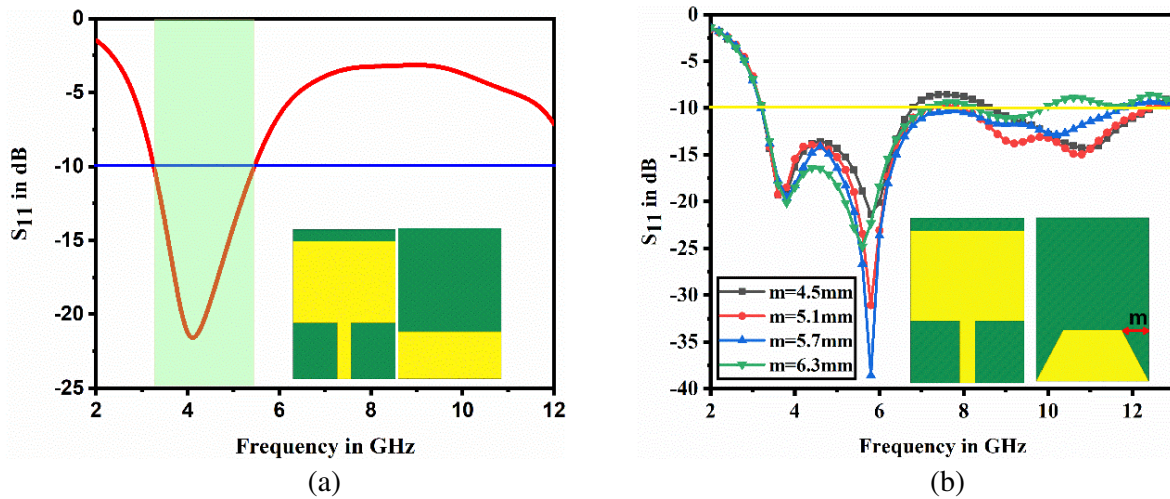 0
-5
-10
-15
-20
-25
S11 in dB
2 4 6 8 10 12
Frequency in GHz
(a)
0
-5
-10
-15
-20
-25
-30
-35
-40
S11 in dB
m=4.5mm
m=5.1mm
m=5.7mm
m=6.3mm
m
2 4 6 8 10 12
Frequency in GHz
(b)